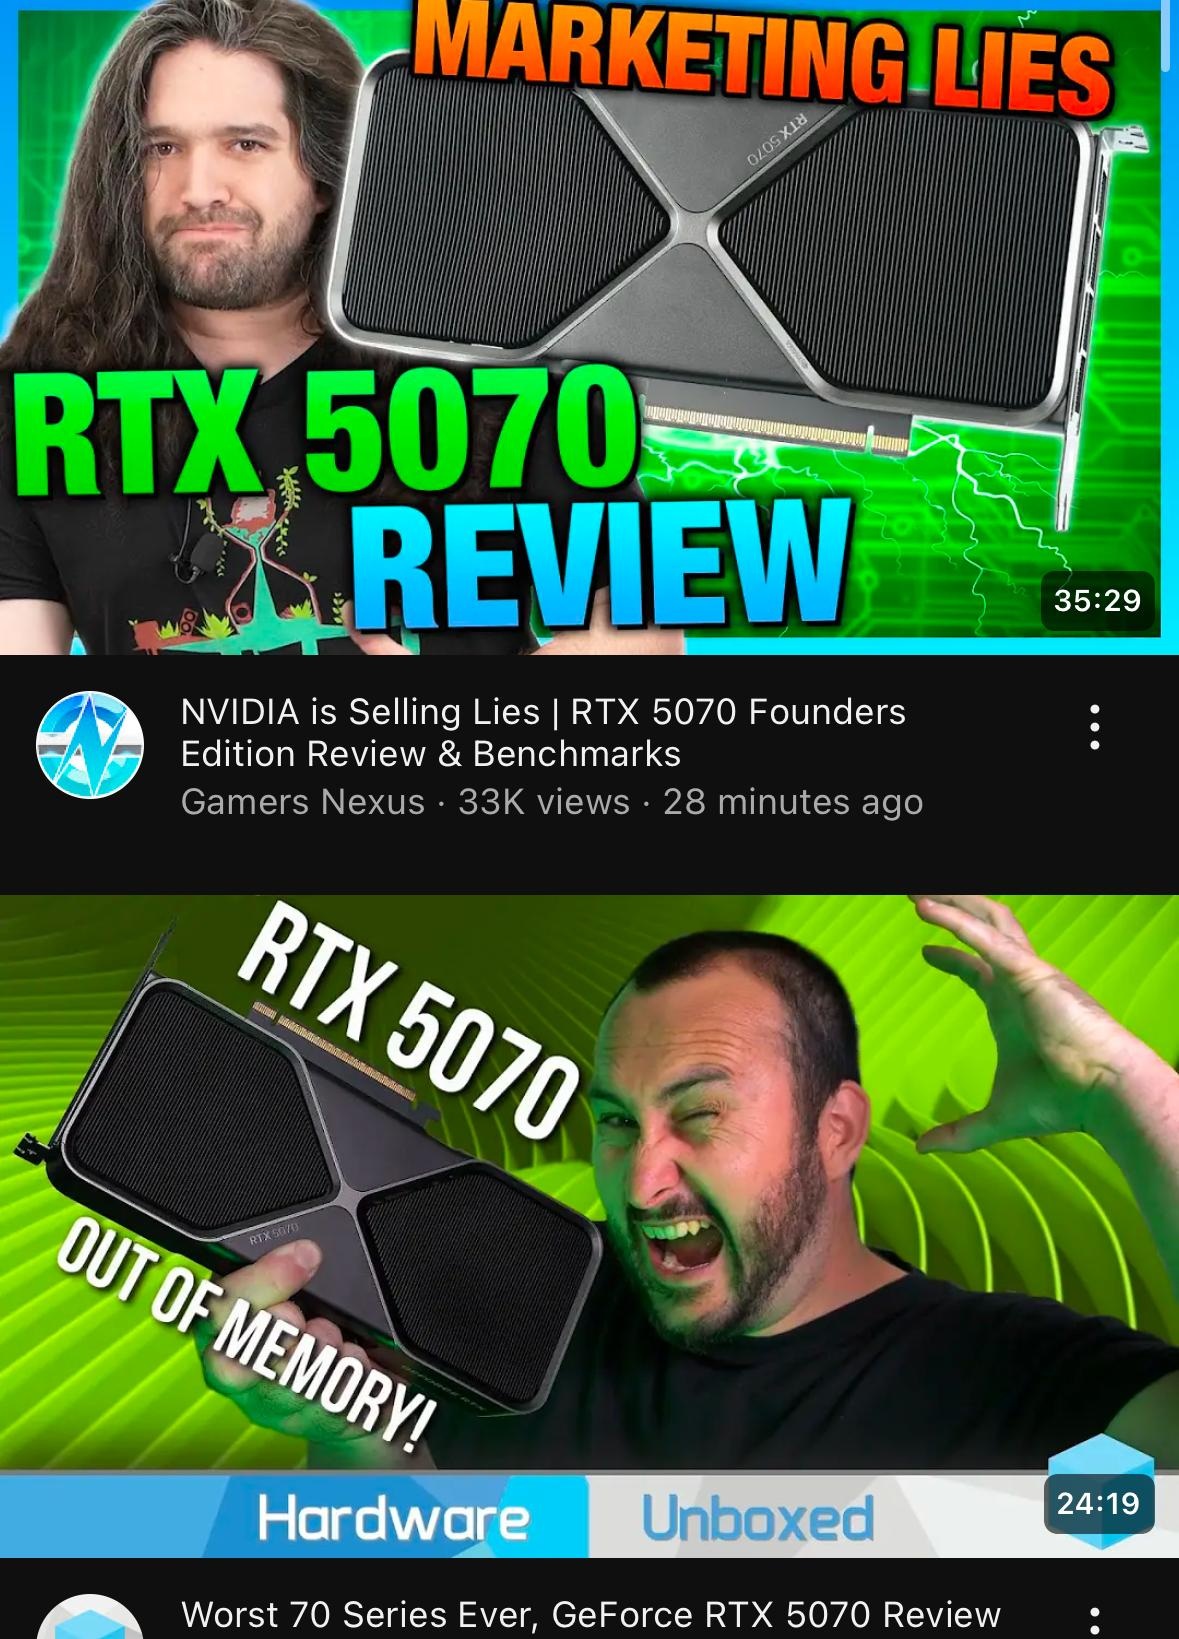 MARKETING LIES
RTX 5070
RTX 5070
REVIEW
35:29
NVIDIA is Selling Lies | RTX 5070 Founders
Edition Review & Benchmarks
Gamers Nexus · 33K views · 28 minutes ago
RTX 5070
RTX 5070
OUT OF MEMORY!
GEFORCE RTX
Hardware Unboxed
24:19
Worst 70 Series Ever, GeForce RTX 5070 Review